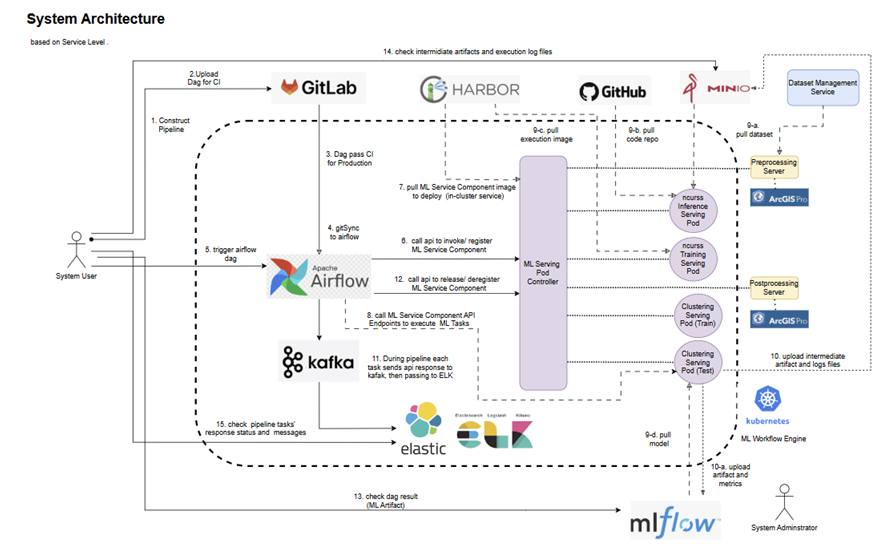 System Architecture
based on Service Level .
14. check intermidiate artifacts and execution log files
2.Upload
Dag for CI
GitLab
HARBOR
GitHub
MINIO
Dataset Management
Service
1. Construct
Pipeline
9-c. pull
execution image
9-b. pull
code repo
9-a.
pull dataset
3. Dag pass CI
for Production
Preprocessing
Server
ArcGIS Pro
7. pull ML Service Component image
to deploy (in-cluster service)
ncurss
Inference
Serving
Pod
4. gitSync
to airflow
System User
5. trigger airflow
dag
6. call api to invoke/ register
ML Service Component
ncurss
Training
Serving
Pod
Apache
Airflow
ML Serving
Pod
Controller
12. call api to release/ deregister
ML Service Component
Postprocessing
Server
ArcGIS Pro
8. call ML Service Component API
Endpoints to execute ML Tasks
Clustering
Serving
Pod (Train)
kafka
11. During pipeline each
task sends api response to
kafak, then passing to ELK
Clustering
Serving
Pod (Test)
10. upload intermediate
artifact and logs files
kubernetes
ML Workflow Engine
15. check pipeline tasks'
response status and messages
elastic
Elasticsearch Logstash Kibana
ELK
9-d. pull
model
10-a. upload
artifact and
metrics
13. check dag result
(ML Artifact)
mlflow
System Adminstrator